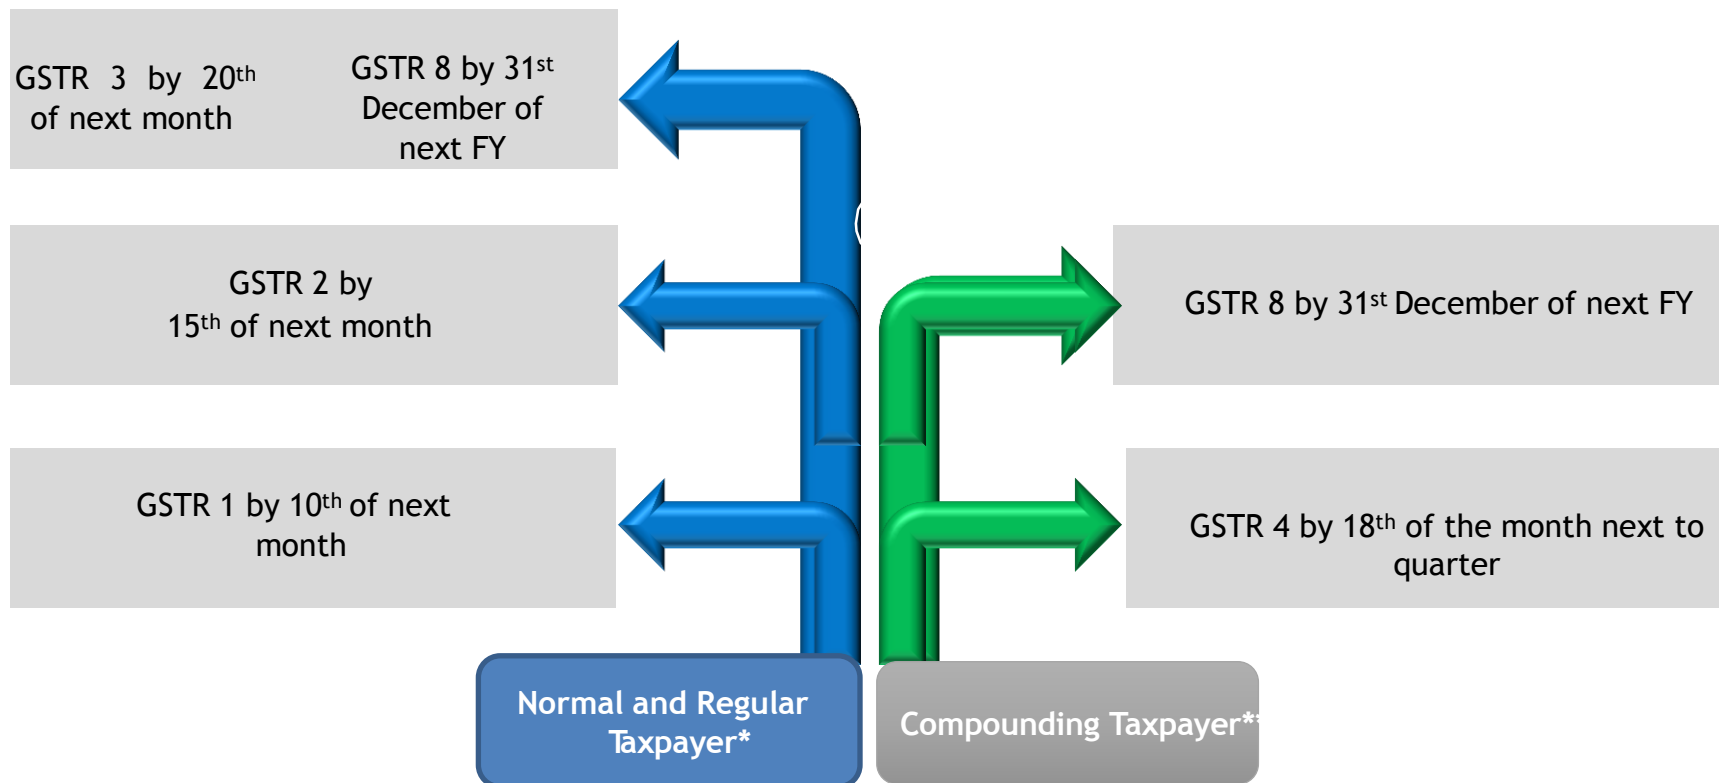 GSTR 3 by 20th
of next month
GSTR 8 by 31st
December of
next FY
GSTR 2 by
15th of next month
GSTR 8 by 31st December of next FY
GSTR 1 by 10th of next
month
GSTR 4 by 18th of the month next to
quarter
Normal and Regular
Taxpayer*
Compounding Taxpayer**